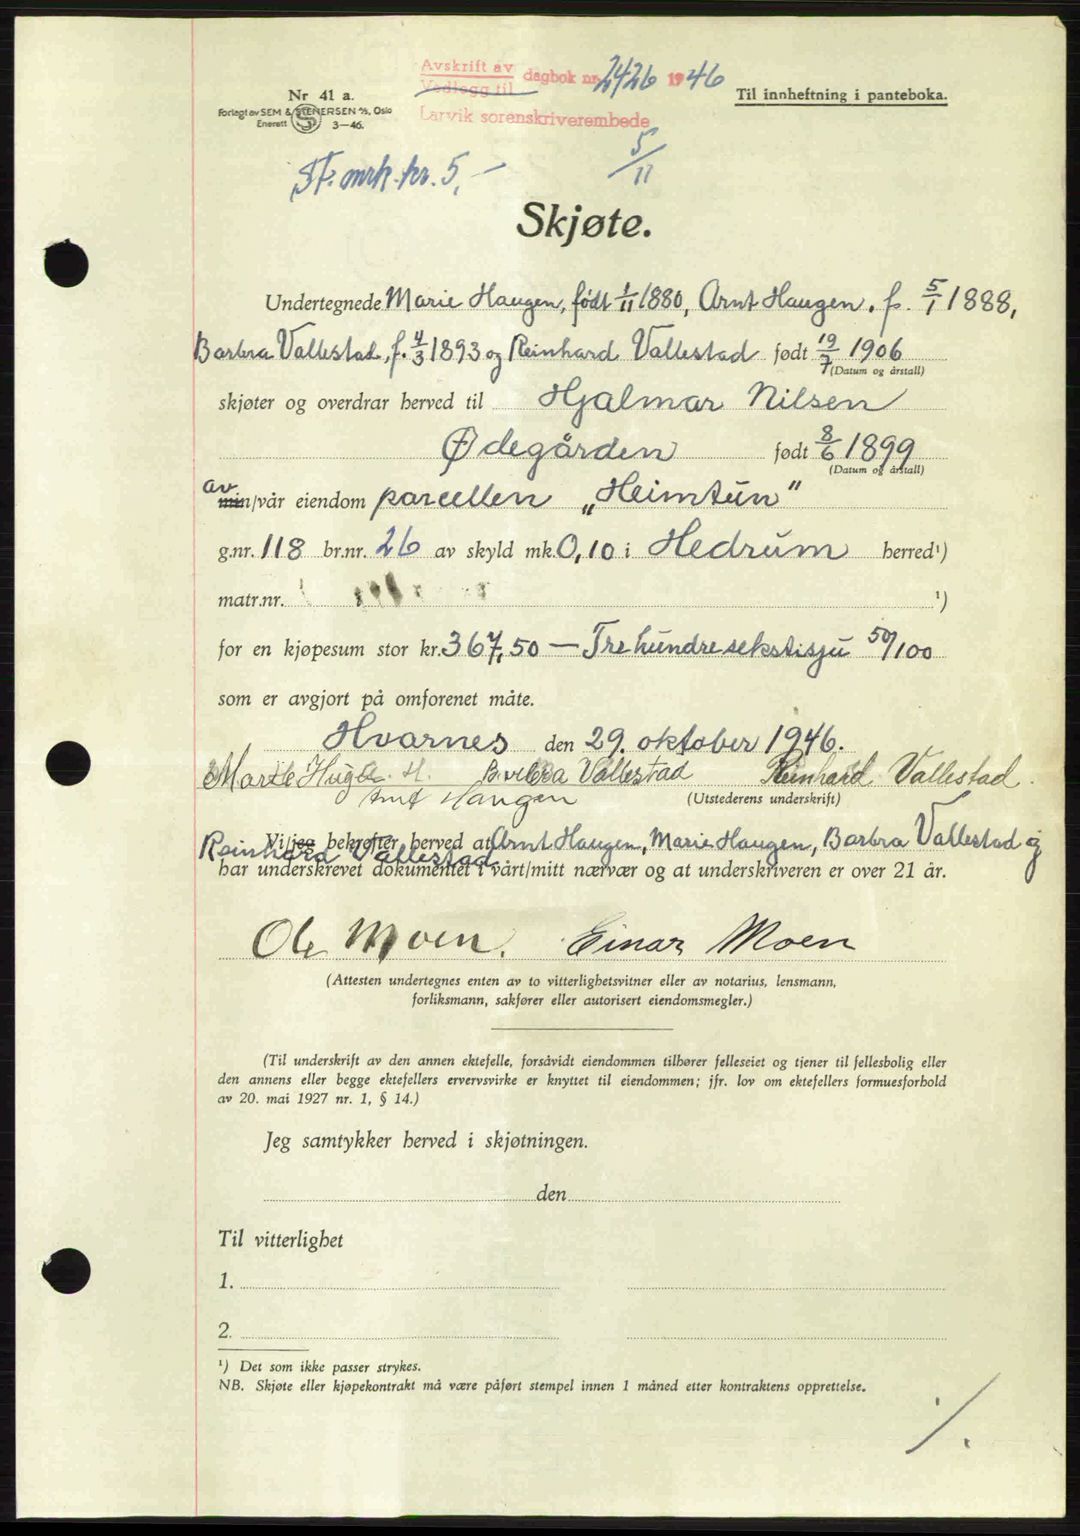 Avskrift av
Vedlegg til dagbok nr. 2426 1946
Larvik sorenskriverembede
5/11
Nr 41 a.
Forlagt av SEM & STENERSEN A/S, Oslo
Enerett 3—46.
Til innheftning i panteboka.
St. mrk. kr. 5,-
Skjøte.
Undertegnede Marie Haugen, født 1/11 1880, Arnt Haugen, f. 5/1 1888,
Barbra Vallestad, f. 4/3 1893 og Reinhard Vallestad født 19/7 1906
(Datum og årstall)
skjøter og overdrar herved til Hjalmar Nilsen
Ødegården født 8/6 1899
(Datum og årstall)
av
min/vår eiendom parcellen „Heimtun"
g.nr. 118 br.nr. 26 av skyld mk. 0,10 i Hedrum herred¹)
matr.nr. ¹)
for en kjøpesum stor kr. 367,50 — Trehundresekstisju 50/100
som er avgjort på omforenet måte.
Hvarnes den 29. oktober 1946.
Barbra Vallestad Reinhard Vallestad
Arnt Haugen (Utstederens underskrift)
Vi/jeg bekrefter herved at Arnt Haugen, Marie Haugen, Barbra Vallestad og
Reinhard Vallestad
har underskrevet dokumentet i vårt/mitt nærvær og at underskriveren er over 21 år.
Ole Moen. Einar Moen
(Attesten undertegnes enten av to vitterlighetsvitner eller av notarius, lensmann,
forliksmann, sakfører eller autorisert eiendomsmegler.)
(Til underskrift av den annen ektefelle, forsåvidt eiendommen tilhører felleseiet og tjener til fellesbolig eller
den annens eller begge ektefellers ervervsvirke er knyttet til eiendommen; jfr. lov om ektefellers formuesforhold
av 20. mai 1927 nr. 1, § 14.)
Jeg samtykker herved i skjøtningen.
den
Til vitterlighet
1.
2.
¹) Det som ikke passer strykes.
NB. Skjøte eller kjøpekontrakt må være påført stempel innen 1 måned etter kontraktens opprettelse.